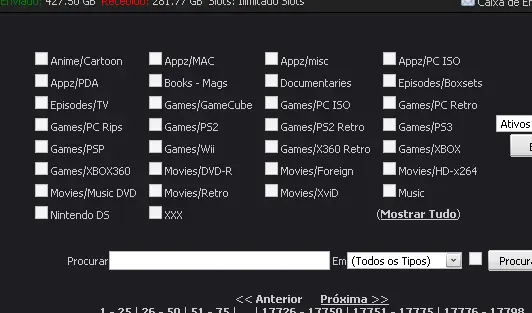 Enviado: 427.50 GB Recebido: 281.77 GB Slots: Ilimitado Slots Caixa de
Anime/Cartoon Appz/MAC Appz/misc Appz/PC ISO
Appz/PDA Books - Mags Documentaries Episodes/Boxsets
Episodes/TV Games/GameCube Games/PC ISO Games/PC Retro
Games/PC Rips Games/PS2 Games/PS2 Retro Games/PS3
Ativos
Games/PSP Games/Wii Games/X360 Retro Games/XBOX
Games/XBOX360 Movies/DVD-R Movies/Foreign Movies/HD-x264
Movies/Music DVD Movies/Retro Movies/XviD Music
Nintendo DS XXX (Mostrar Tudo)
Procurar Em (Todos os Tipos) Procura
<< Anterior Próxima >>
1 - 25 | 26 - 50 | 51 - 75 | ... | 17726 - 17750 | 17751 - 17775 | 17776 - 17798